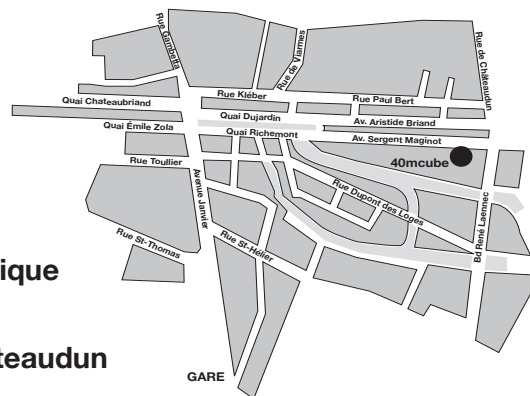 Rue Gambetta
Rue de Viarmes
Rue de Châteaudun
Rue Kléber
Rue Paul Bert
Quai Chateaubriand
Quai Dujardin
Av. Aristide Briand
Quai Émile Zola
Quai Richemont
Av. Sergent Maginot
40mcube
Rue Toullier
Rue Dupont des Loges
Avenue Janvier
Bd René Laennec
Rue St-Thomas
Rue St-Hélier
ique
teaudun
GARE